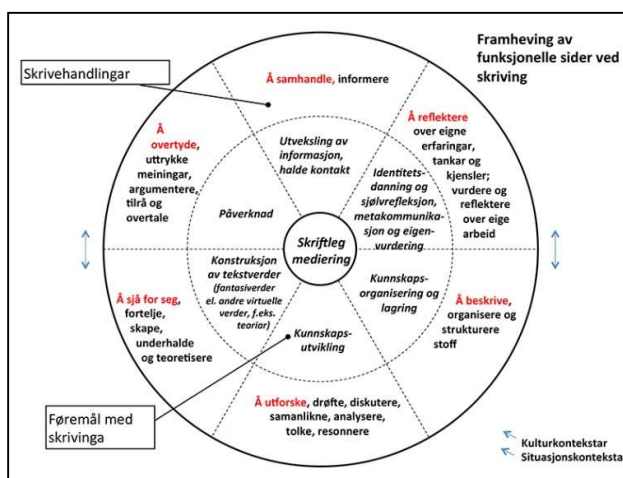 Framheving av
funksjonelle sider ved
skriving
Skrivehandlingar
Å samhandle, informere
Å reflektere
over eigne
erfaringar,
tankar og
kjensler;
vurdere og
reflektere
over eige
arbeid
Å
overtyde,
uttrykke
meiningar,
argumentere,
tilrå og
overtale
Utveksling av
informasjon,
halde kontakt
Identitets-
danning og
sjølvrefleksjon,
metakommunika-
sjon og eigen-
vurdering
Påverknad
Skriftleg
mediering
Konstruksjon
av tekstverder
(fantasiverder
el. andre virtuelle
verder, f.eks.
teoriar)
Kunnskaps-
organisering og
lagring
Å sjå for seg,
fortelje,
skape,
underhalde
og teoretisere
Å beskrive,
organisere og
strukturere
stoff
Kunnskaps-
utvikling
Å utforske, drøfte, diskutere,
samanlikne, analysere,
tolke, resonnere
Føremål med
skrivinga
Kulturkontekstar
Situasjonskontekstar